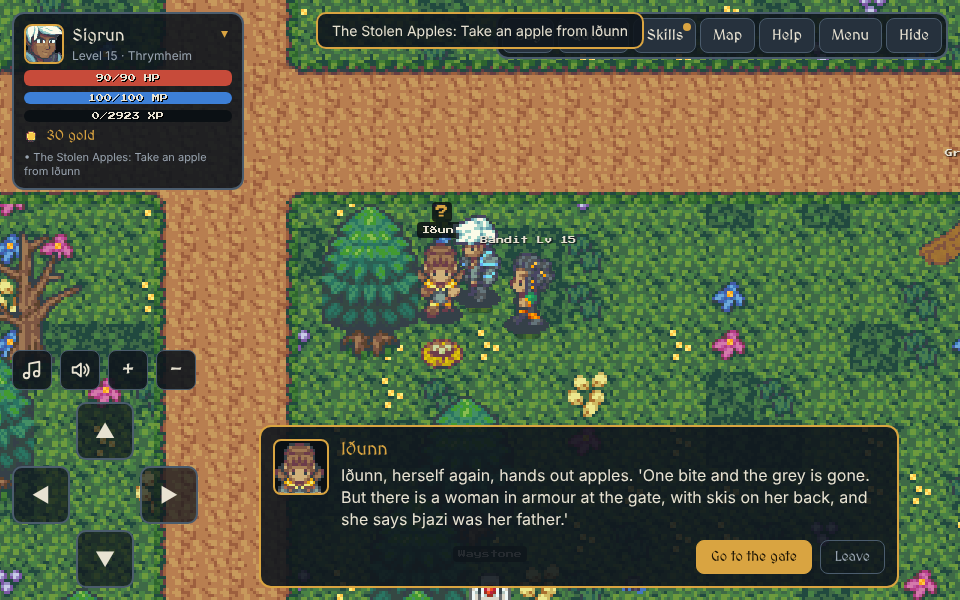 Sigrun
Level 15 · Thrymheim
90/90 HP
100/100 MP
0/2923 XP
30 gold
• The Stolen Apples: Take an apple
from Iðunn
The Stolen Apples: Take an apple from Iðunn
Skills
Map
Help
Menu
Hide
?
Iðun
Bandit Lv 15
Iðunn
Iðunn, herself again, hands out apples. 'One bite and the grey is gone.
But there is a woman in armour at the gate, with skis on her back, and
she says Þjazi was her father.'
Waystone
Go to the gate
Leave